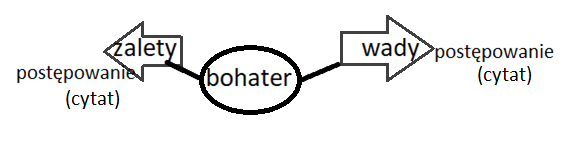 zalety
postępowanie
(cytat)
bohater
wady
postępowanie
(cytat)